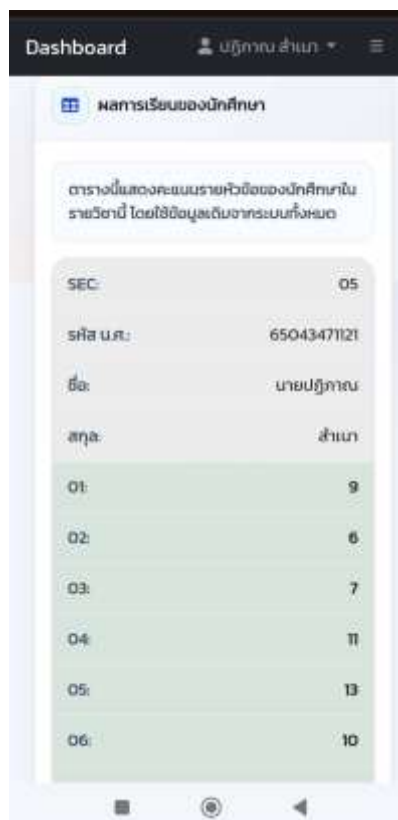 Dashboard ปฏิภาณ สำเนา
ผลการเรียนของนักศึกษา
ตารางนี้แสดงคะแนนรายหัวข้อของนักศึกษาใน
รายวิชานี้ โดยใช้ข้อมูลเดิมจากระบบทั้งหมด
SEC: 05
รหัส น.ศ.: 65043471121
ชื่อ: นายปฏิภาณ
สกุล: สำเนา
01: 9
02: 6
03: 7
04: 11
05: 13
06: 10